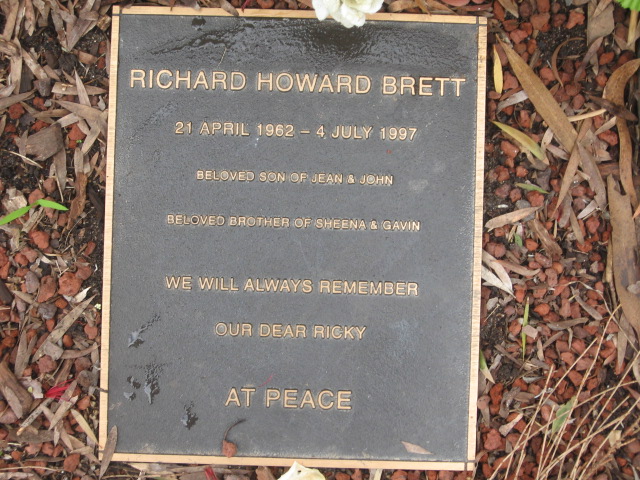 RICHARD HOWARD BRETT
21 APRIL 1962 – 4 JULY 1997
BELOVED SON OF JEAN & JOHN
BELOVED BROTHER OF SHEENA & GAVIN
WE WILL ALWAYS REMEMBER
OUR DEAR RICKY
AT PEACE